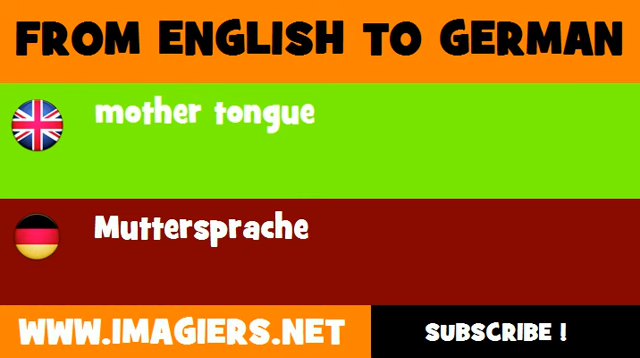 FROM ENGLISH TO GERMAN
mother tongue
Muttersprache
WWW.IMAGIERS.NET
SUBSCRIBE !